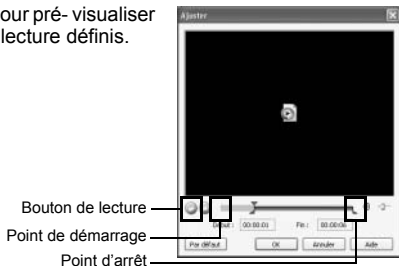 our pré- visualiser
lecture définis.
Ajuster
Bouton de lecture
Point de démarrage
Point d'arrêt
Début : 00:00:01 Fin : 00:00:06
Par défaut OK Annuler Aide